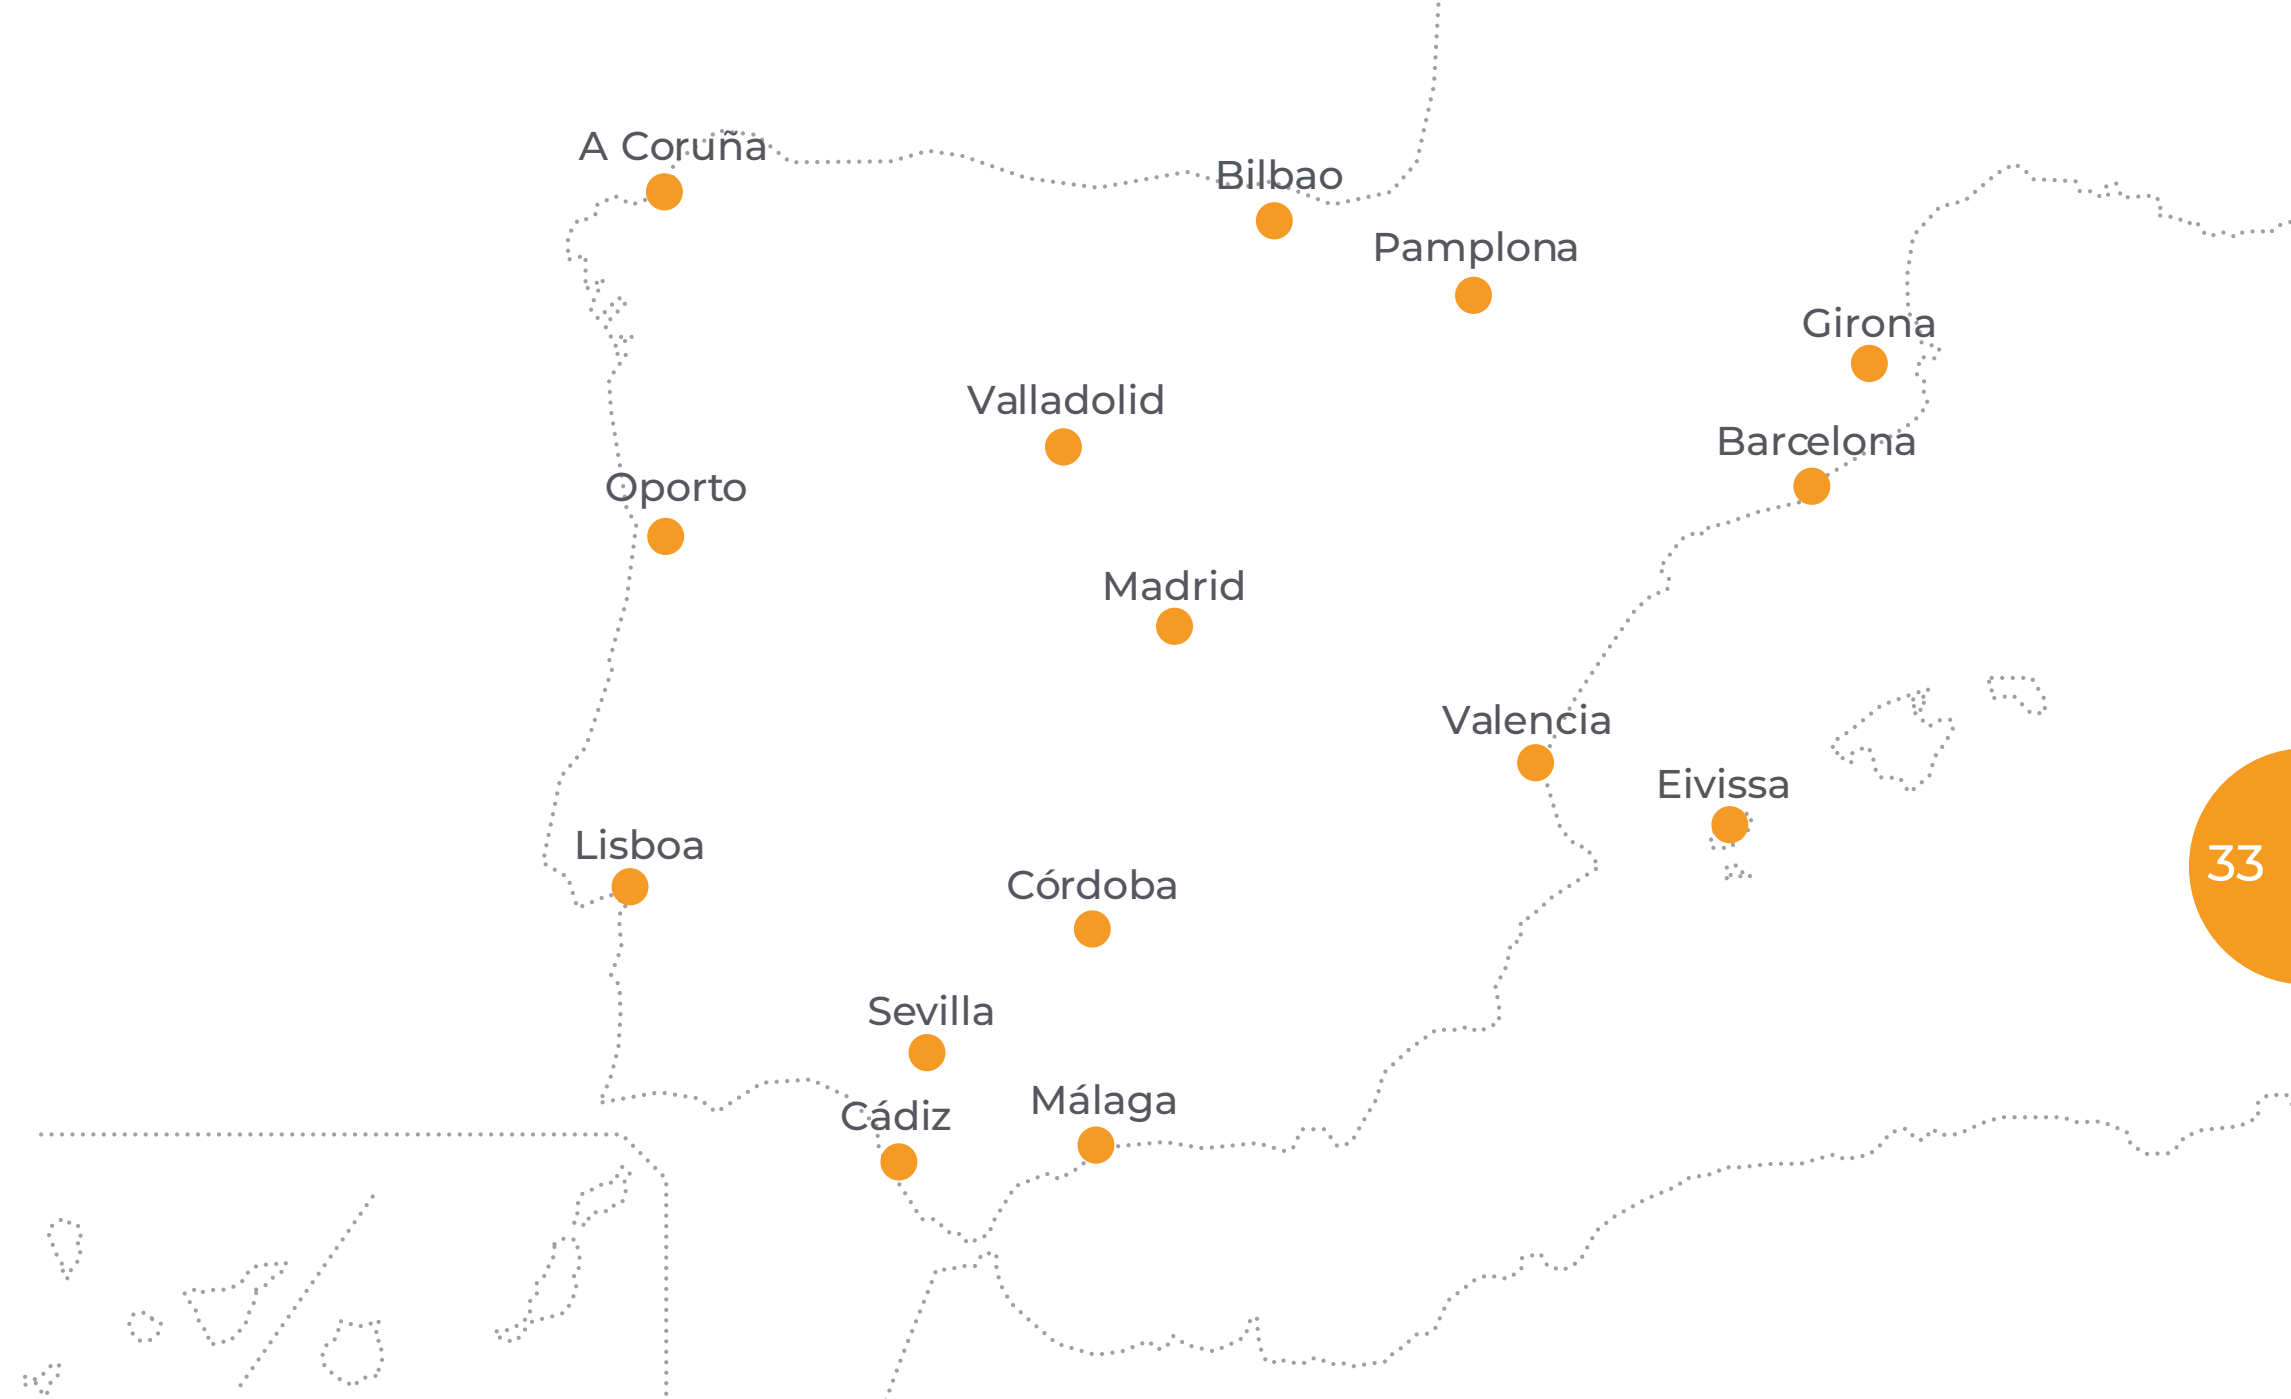 A Coruña
Bilbao
Pamplona
Girona
Valladolid
Barcelona
Oporto
Madrid
Valencia
Eivissa
Lisboa
33
Córdoba
Sevilla
Málaga
Cádiz